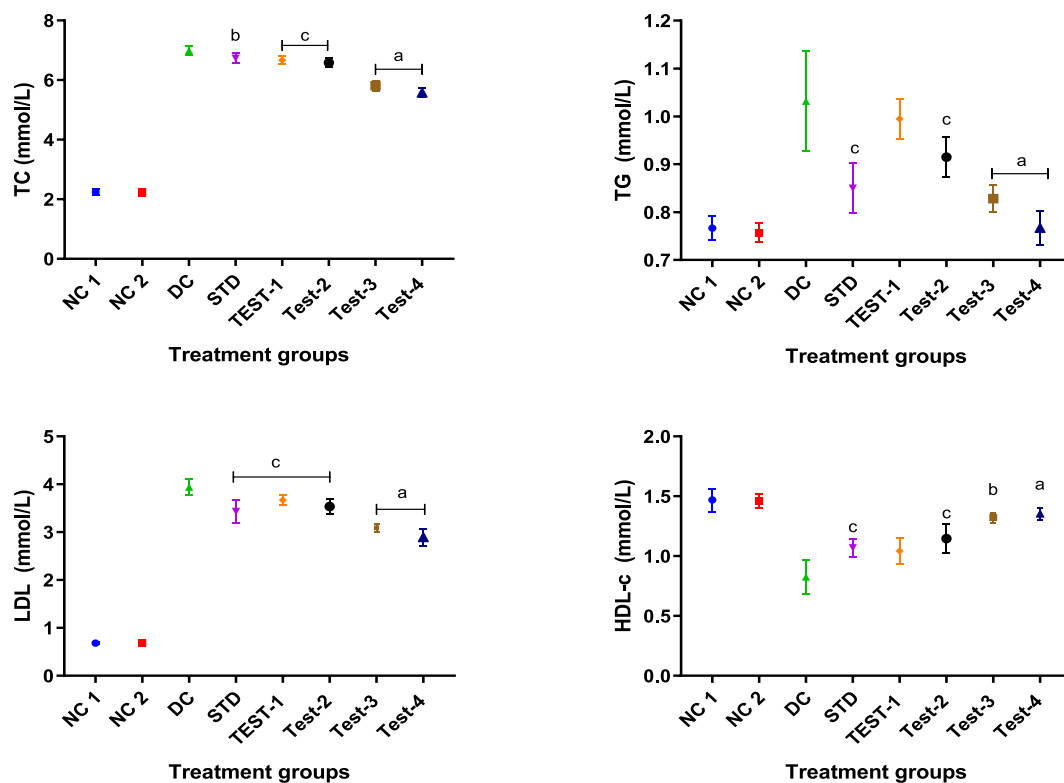 TC (mmol/L)
8
6
4
2
0
b
c
a
NC 1
NC 2
DC
STD
TEST-1
Test-2
Test-3
Test-4
Treatment groups
TG (mmol/L)
1.2
1.1
1.0
0.9
0.8
0.7
c
c
a
NC 1
NC 2
DC
STD
TEST-1
Test-2
Test-3
Test-4
Treatment groups
LDL (mmol/L)
5
4
3
2
1
0
c
a
NC 1
NC 2
DC
STD
TEST-1
Test-2
Test-3
Test-4
Treatment groups
HDL-c (mmol/L)
2.0
1.5
1.0
0.5
0.0
c
c
b
a
NC 1
NC 2
DC
STD
TEST-1
Test-2
Test-3
Test-4
Treatment groups